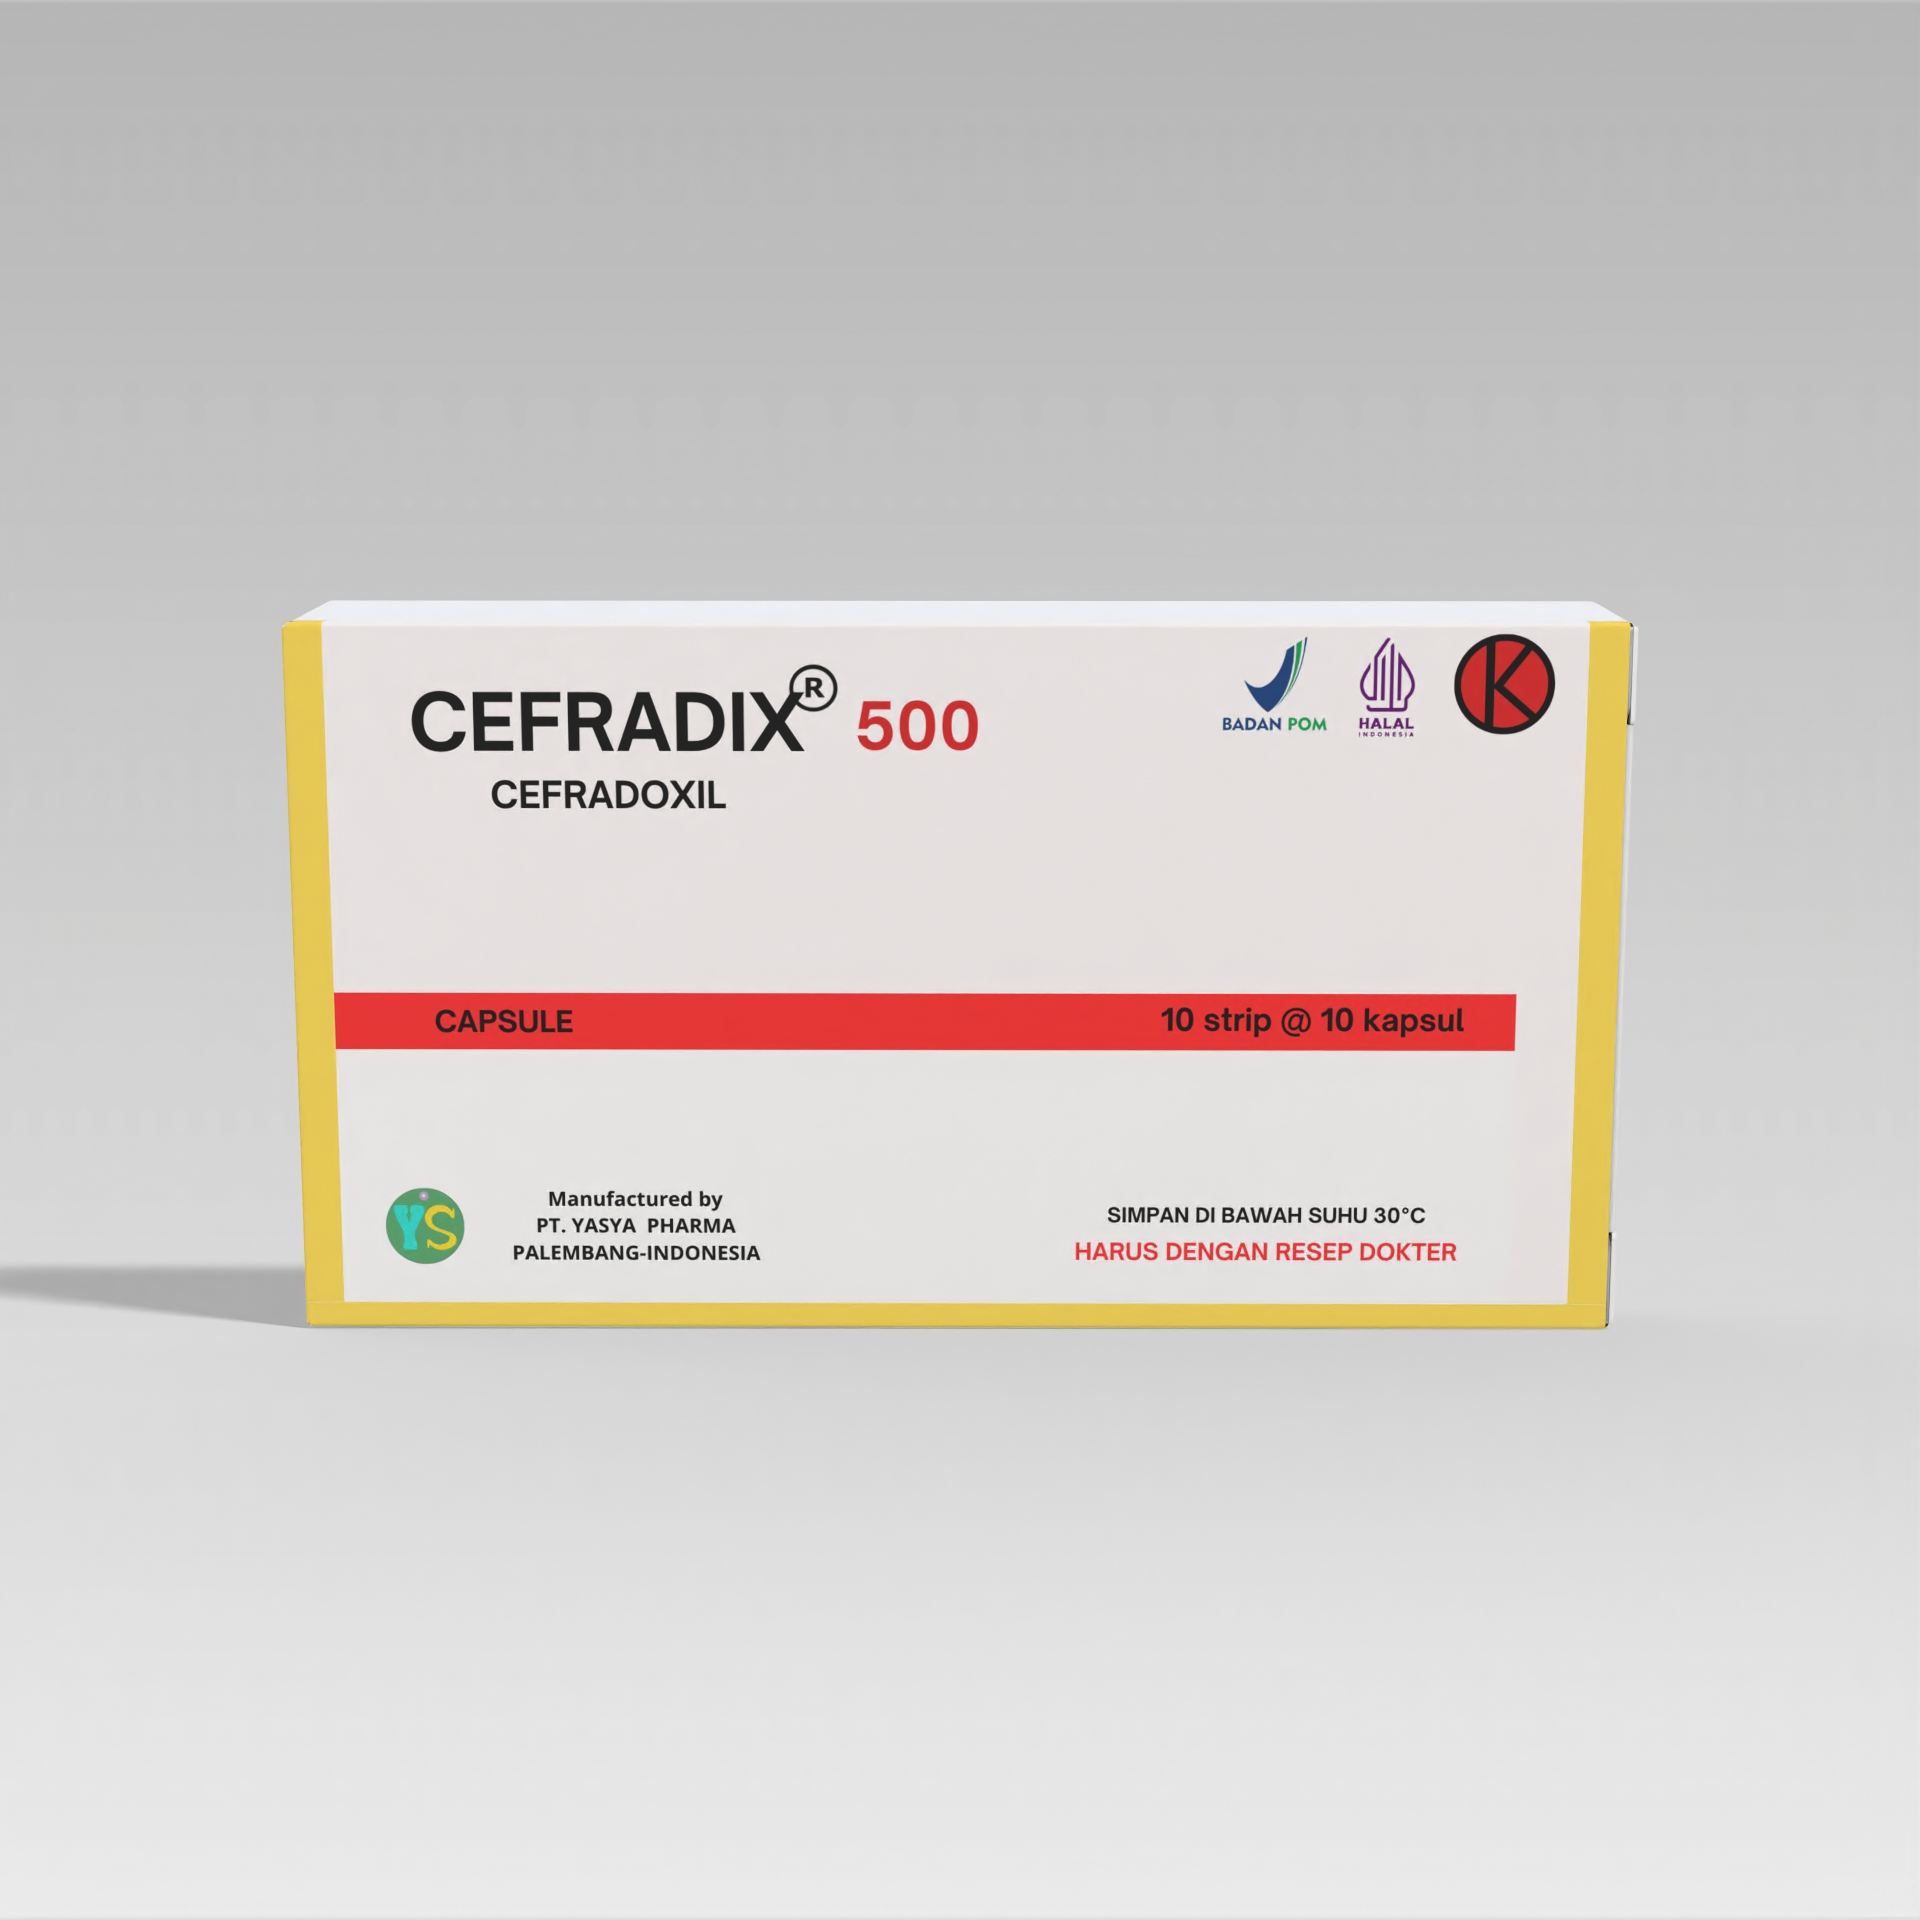 CEFRADIX® 500
CEFRADOXIL
BADAN POM
HALAL
INDONESIA
K
CAPSULE
10 strip @ 10 kapsul
YS
Manufactured by
PT. YASYA PHARMA
PALEMBANG-INDONESIA
SIMPAN DI BAWAH SUHU 30°C
HARUS DENGAN RESEP DOKTER